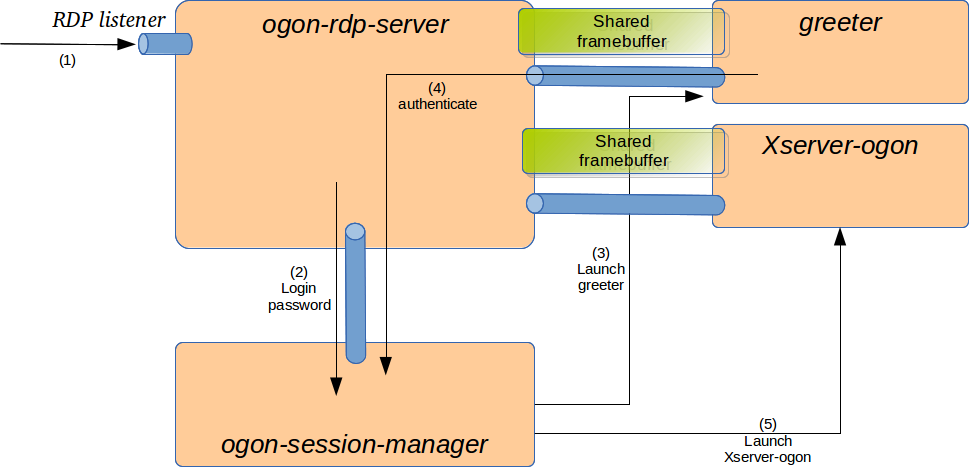 RDP listener
(1)
ogon-rdp-server
Shared
framebuffer
greeter
(4)
authenticate
Shared
framebuffer
Xserver-ogon
(2)
Login
password
(3)
Launch
greeter
ogon-session-manager
(5)
Launch
Xserver-ogon